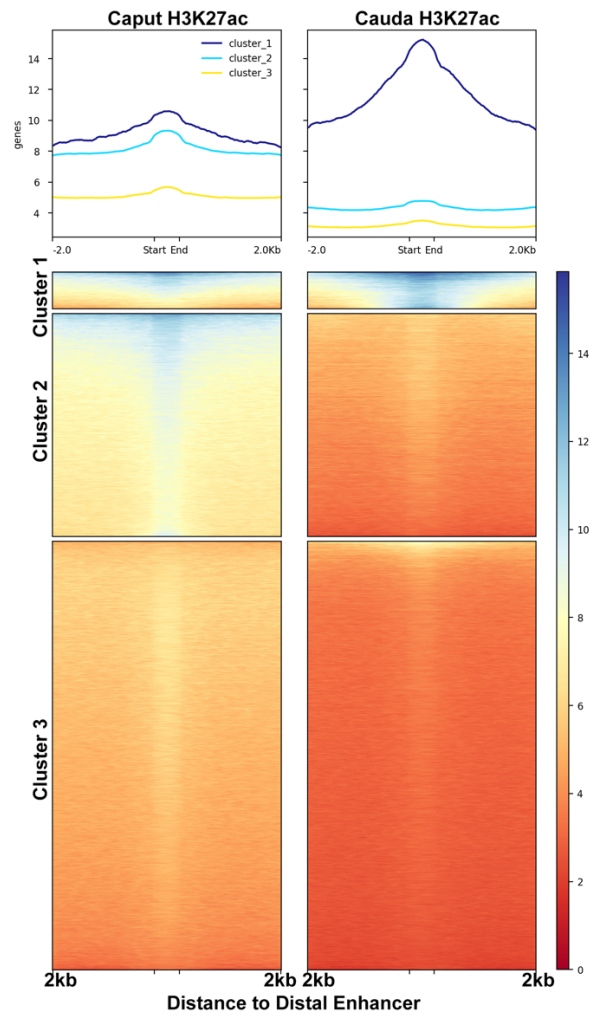 Caput H3K27ac
Cauda H3K27ac
14
12
10
8
6
4
genes
cluster_1
cluster_2
cluster_3
-2.0
Start End
2.0Kb
-2.0
Start End
2.0Kb
Cluster 1
Cluster 2
Cluster 3
14
12
10
8
6
4
2
0
2kb
2kb
2kb
2kb
Distance to Distal Enhancer